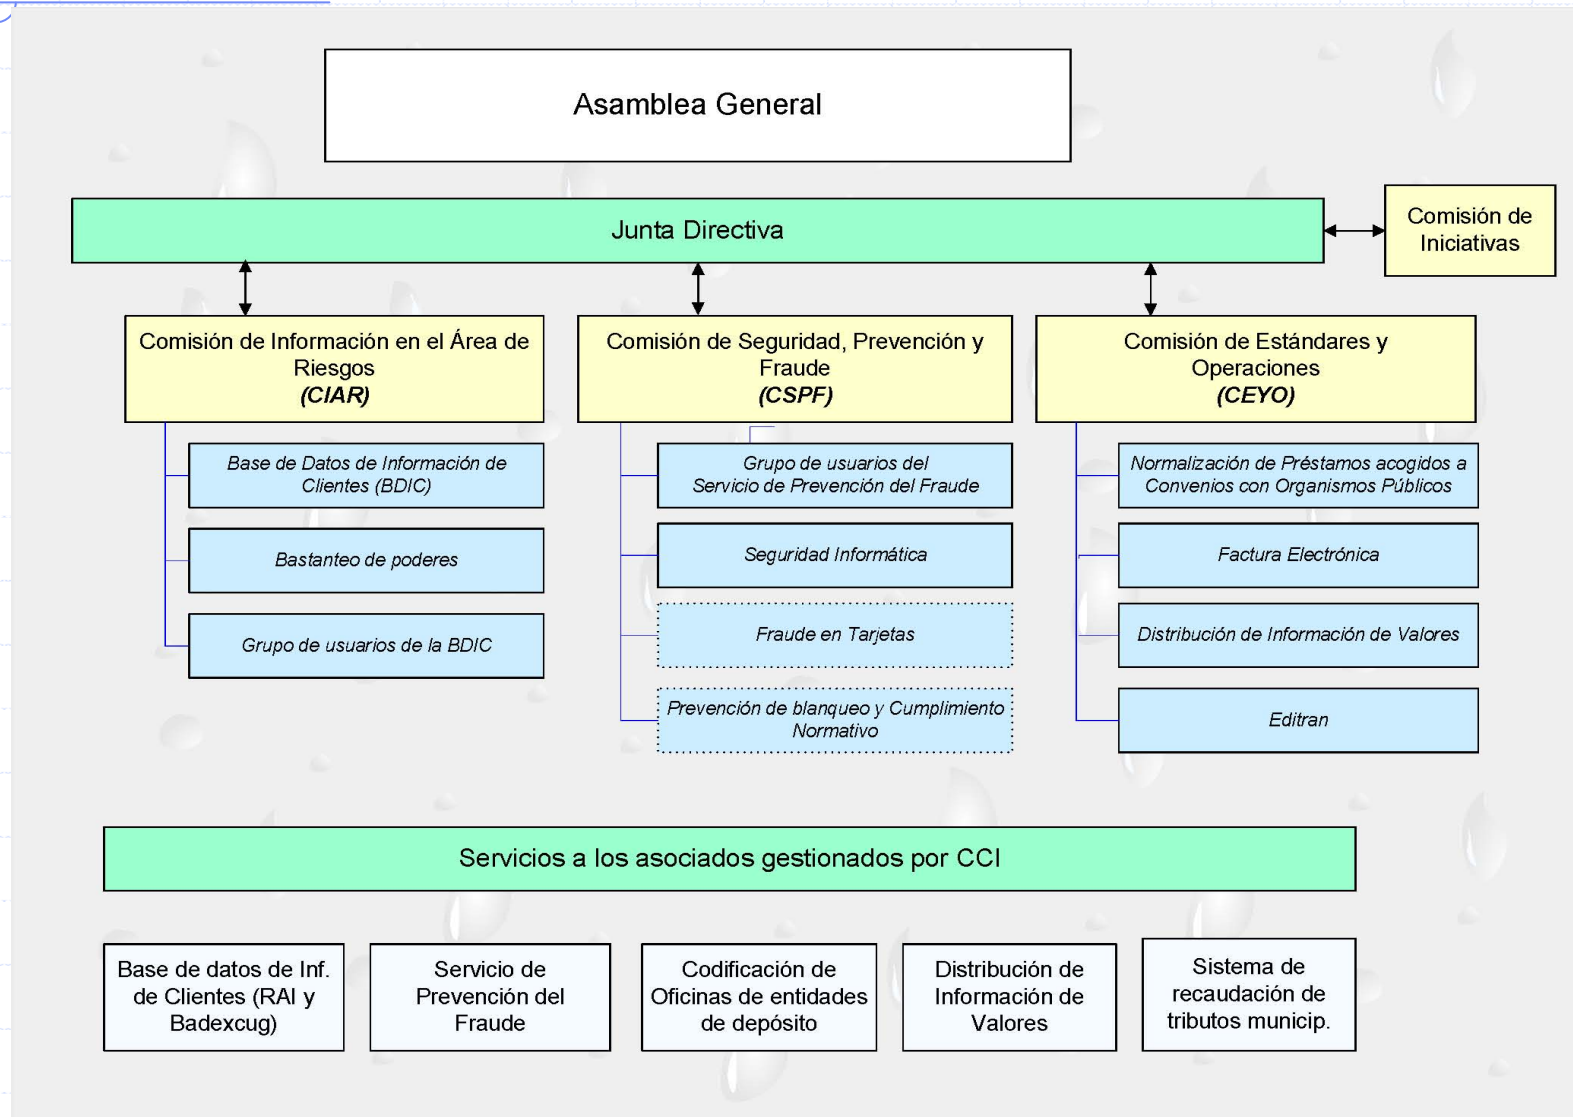 Asamblea General
Junta Directiva
Comisión de
Iniciativas
Comisión de Información en el Área de
Riesgos
(CIAR)
Base de Datos de Información de
Clientes (BDIC)
Bastanteo de poderes
Grupo de usuarios de la BDIC
Comisión de Seguridad, Prevención y
Fraude
(CSPF)
Grupo de usuarios del
Servicio de Prevención del Fraude
Seguridad Informática
Fraude en Tarjetas
Prevención de blanqueo y Cumplimiento
Normativo
Comisión de Estándares y
Operaciones
(CEYO)
Normalización de Préstamos acogidos a
Convenios con Organismos Públicos
Factura Electrónica
Distribución de Información de Valores
Editran
Servicios a los asociados gestionados por CCI
Base de datos de Inf.
de Clientes (RAI y
Badexcug)
Servicio de
Prevención del
Fraude
Codificación de
Oficinas de entidades
de depósito
Distribución de
Información de
Valores
Sistema de
recaudación de
tributos municip.